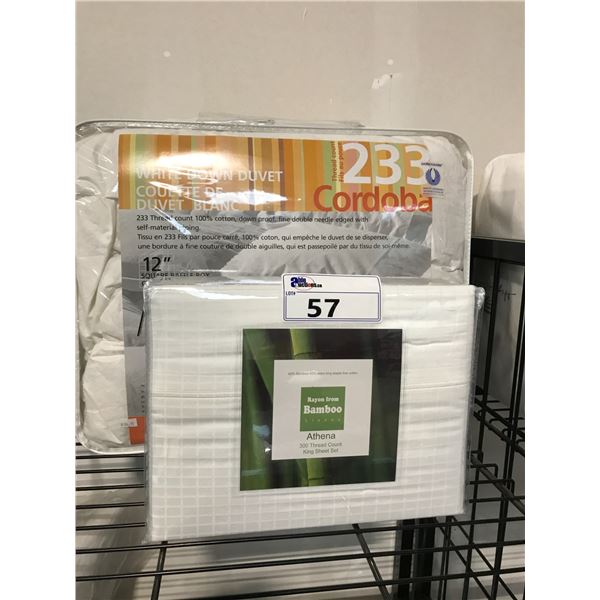 233
Cordoba
WHITE DOWN DUVET
COUETTE DE
DUVET BLANC
233 Thread count 100% cotton, down proof, fine double needle edged with
self-material piping.
Tissu en 233 Fils par pouce carré, 100% coton, qui empêche le duvet de se disperser,
une bordure à fine couture de double aiguilles, qui est passepoilé par du tissu de soi-même.
12"
SQUARE BAFFLE BOX
LOT#
57
Rayon from
Bamboo
Athena
300 Thread Count
King Sheet Set